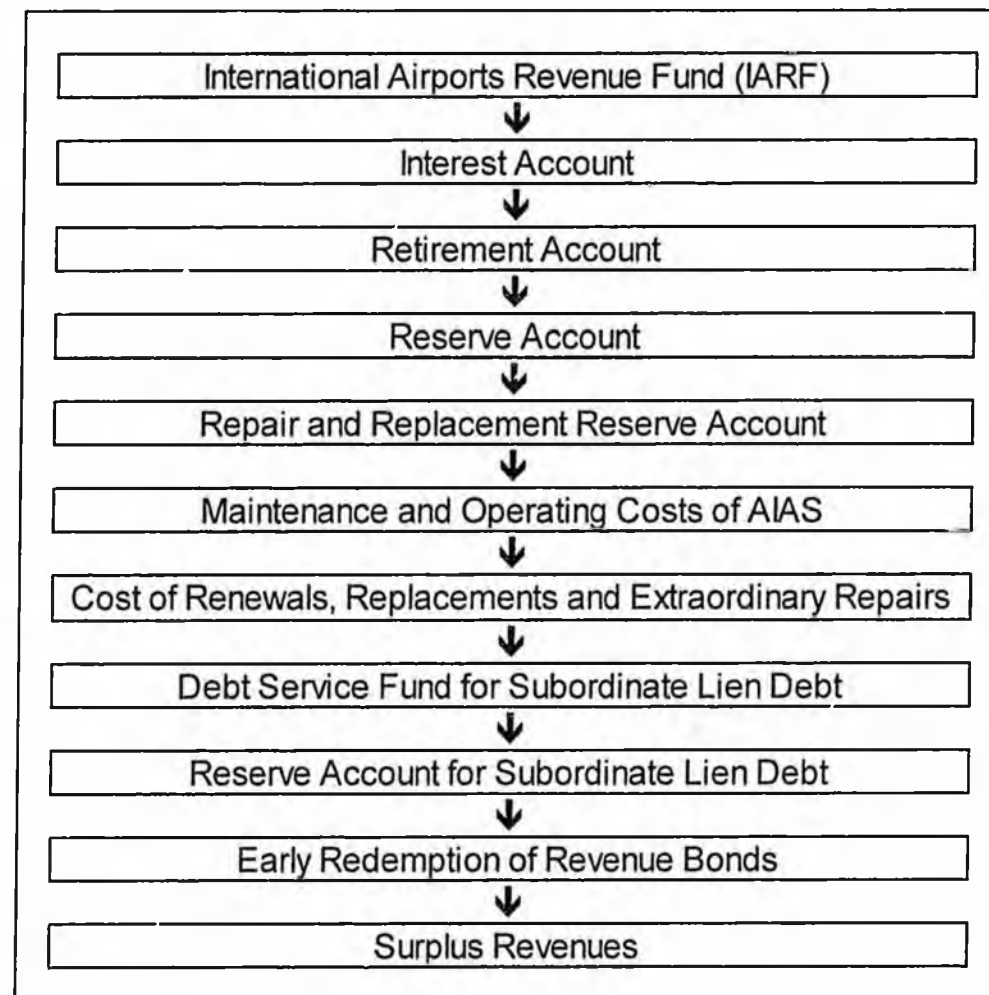 International Airports Revenue Fund (IARF)
Interest Account
Retirement Account
Reserve Account
Repair and Replacement Reserve Account
Maintenance and Operating Costs of AIAS
Cost of Renewals, Replacements and Extraordinary Repairs
Debt Service Fund for Subordinate Lien Debt
Reserve Account for Subordinate Lien Debt
Early Redemption of Revenue Bonds
Surplus Revenues